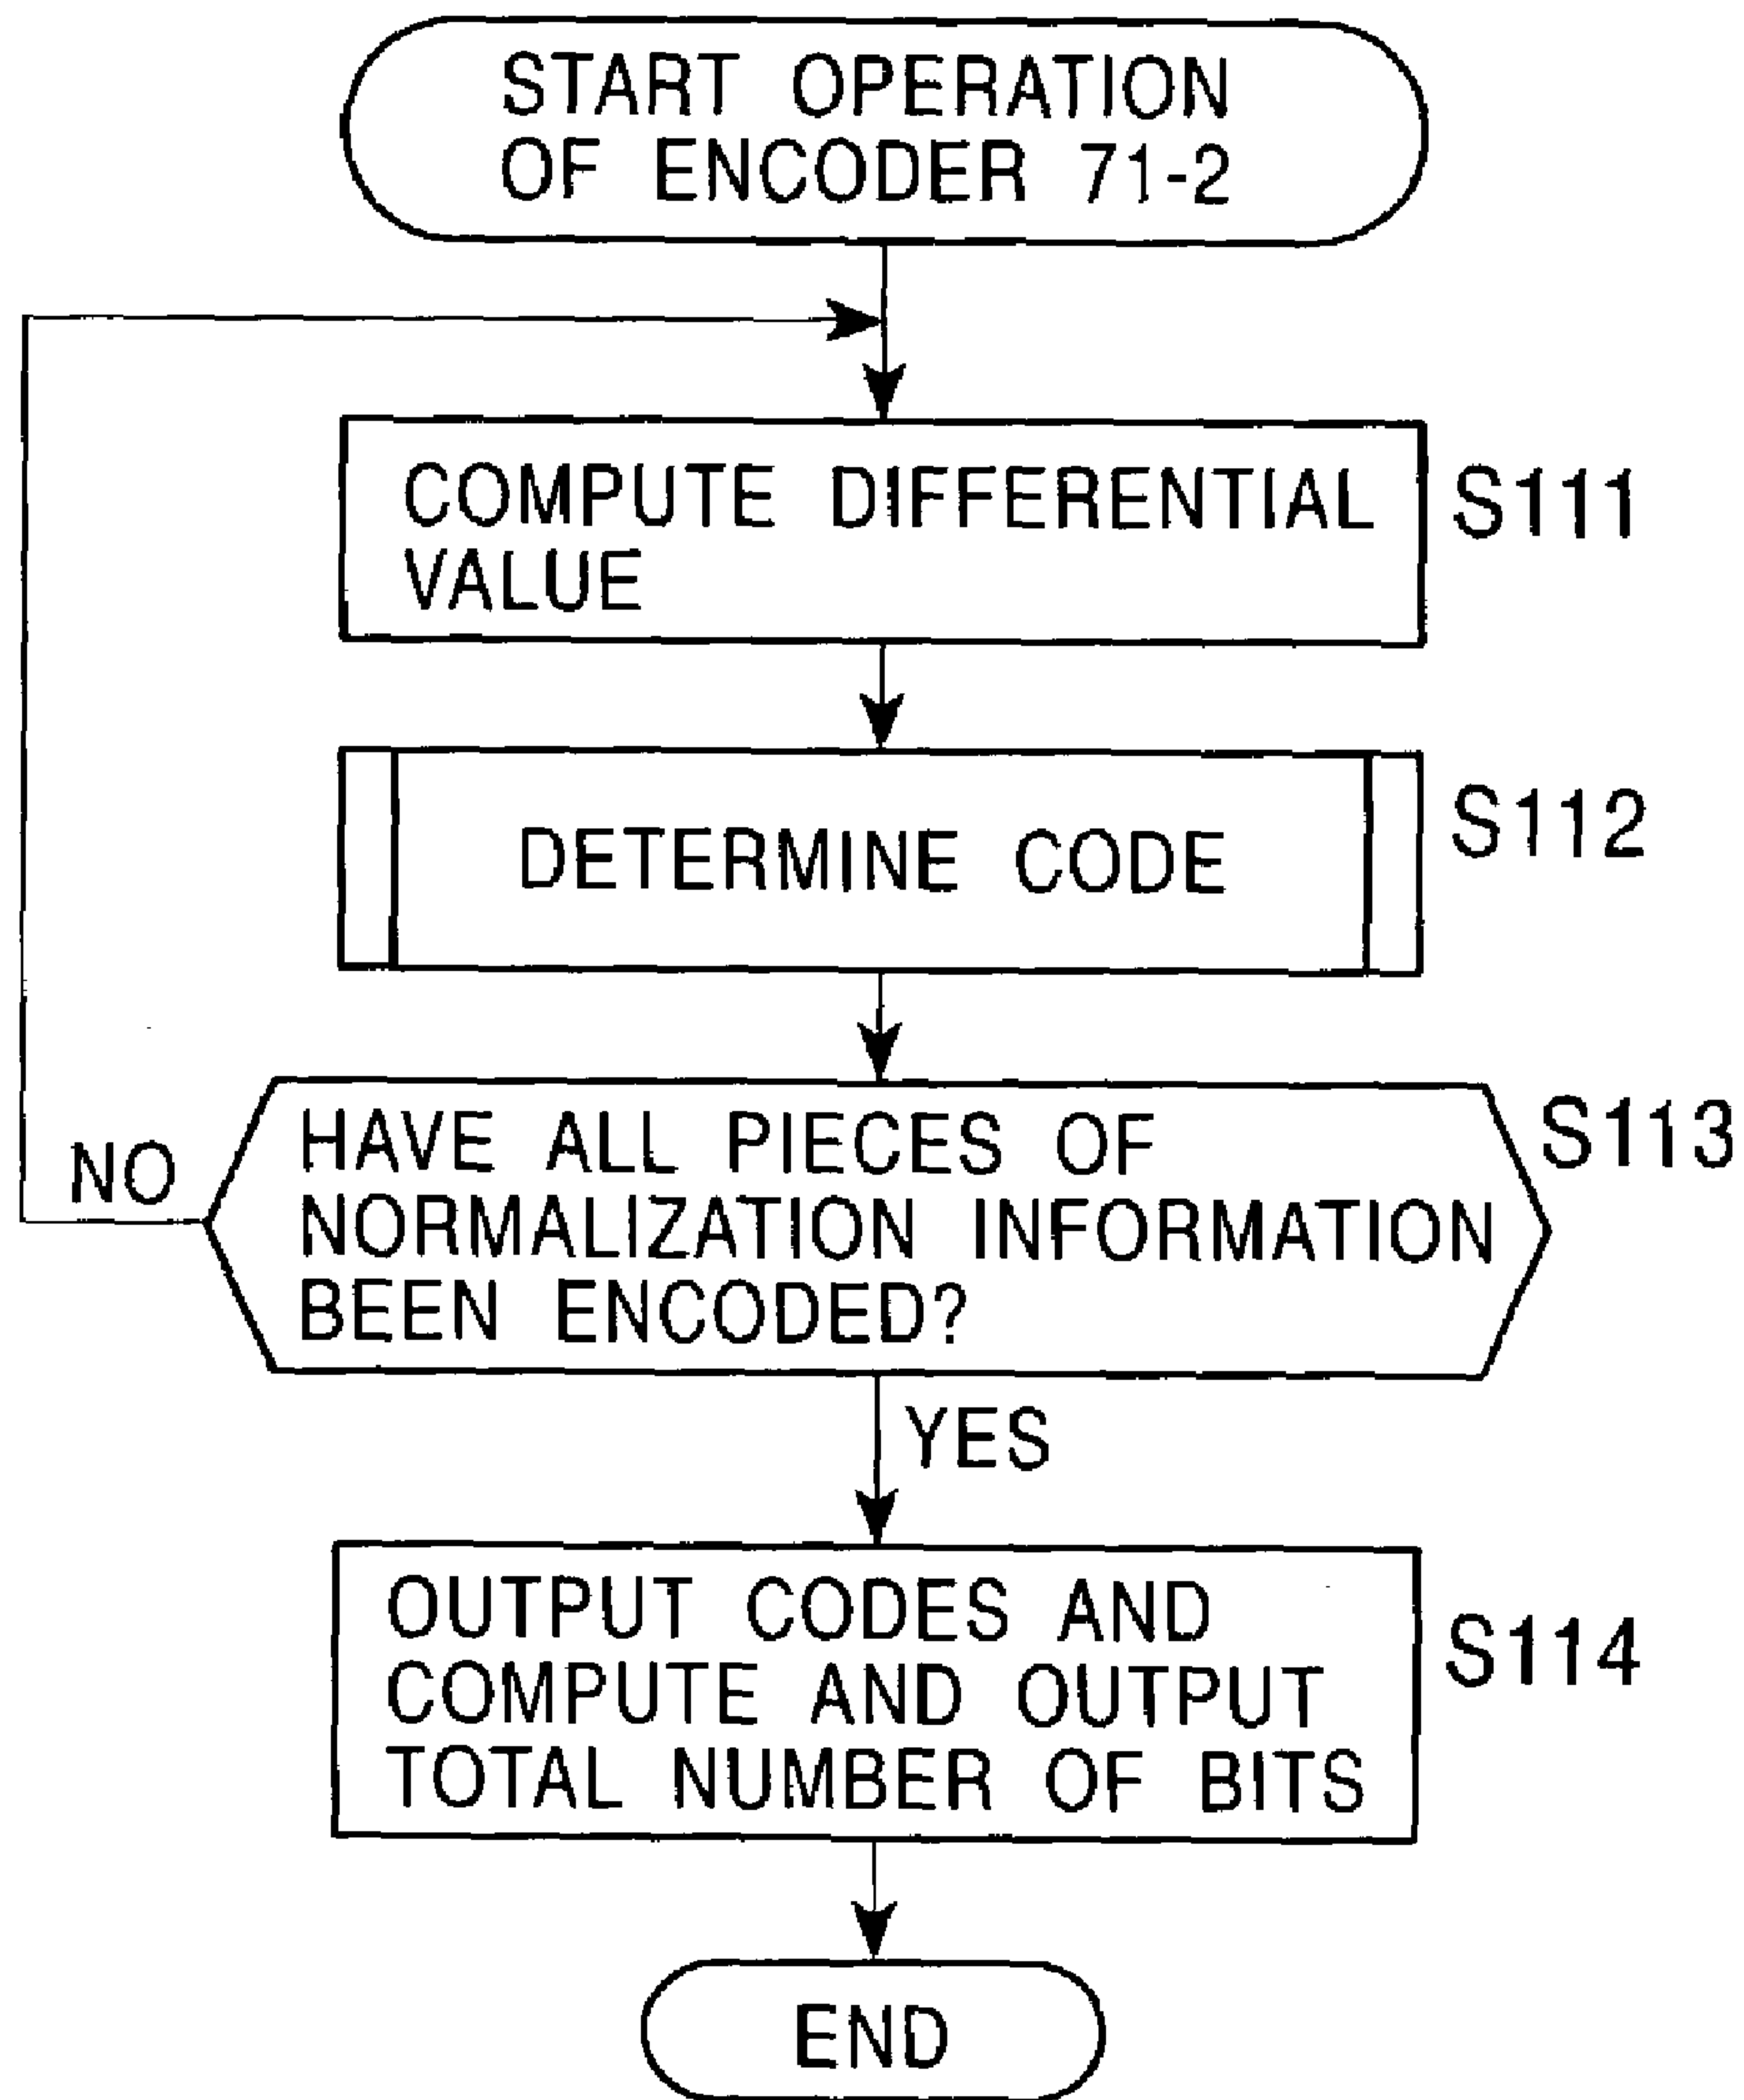 START OPERATION
OF ENCODER 71-2
COMPUTE DIFFERENTIAL
VALUE
S111
DETERMINE CODE
S112
HAVE ALL PIECES OF
NORMALIZATION INFORMATION
BEEN ENCODED?
S113
NO
YES
OUTPUT CODES AND
COMPUTE AND OUTPUT
TOTAL NUMBER OF BITS
S114
END